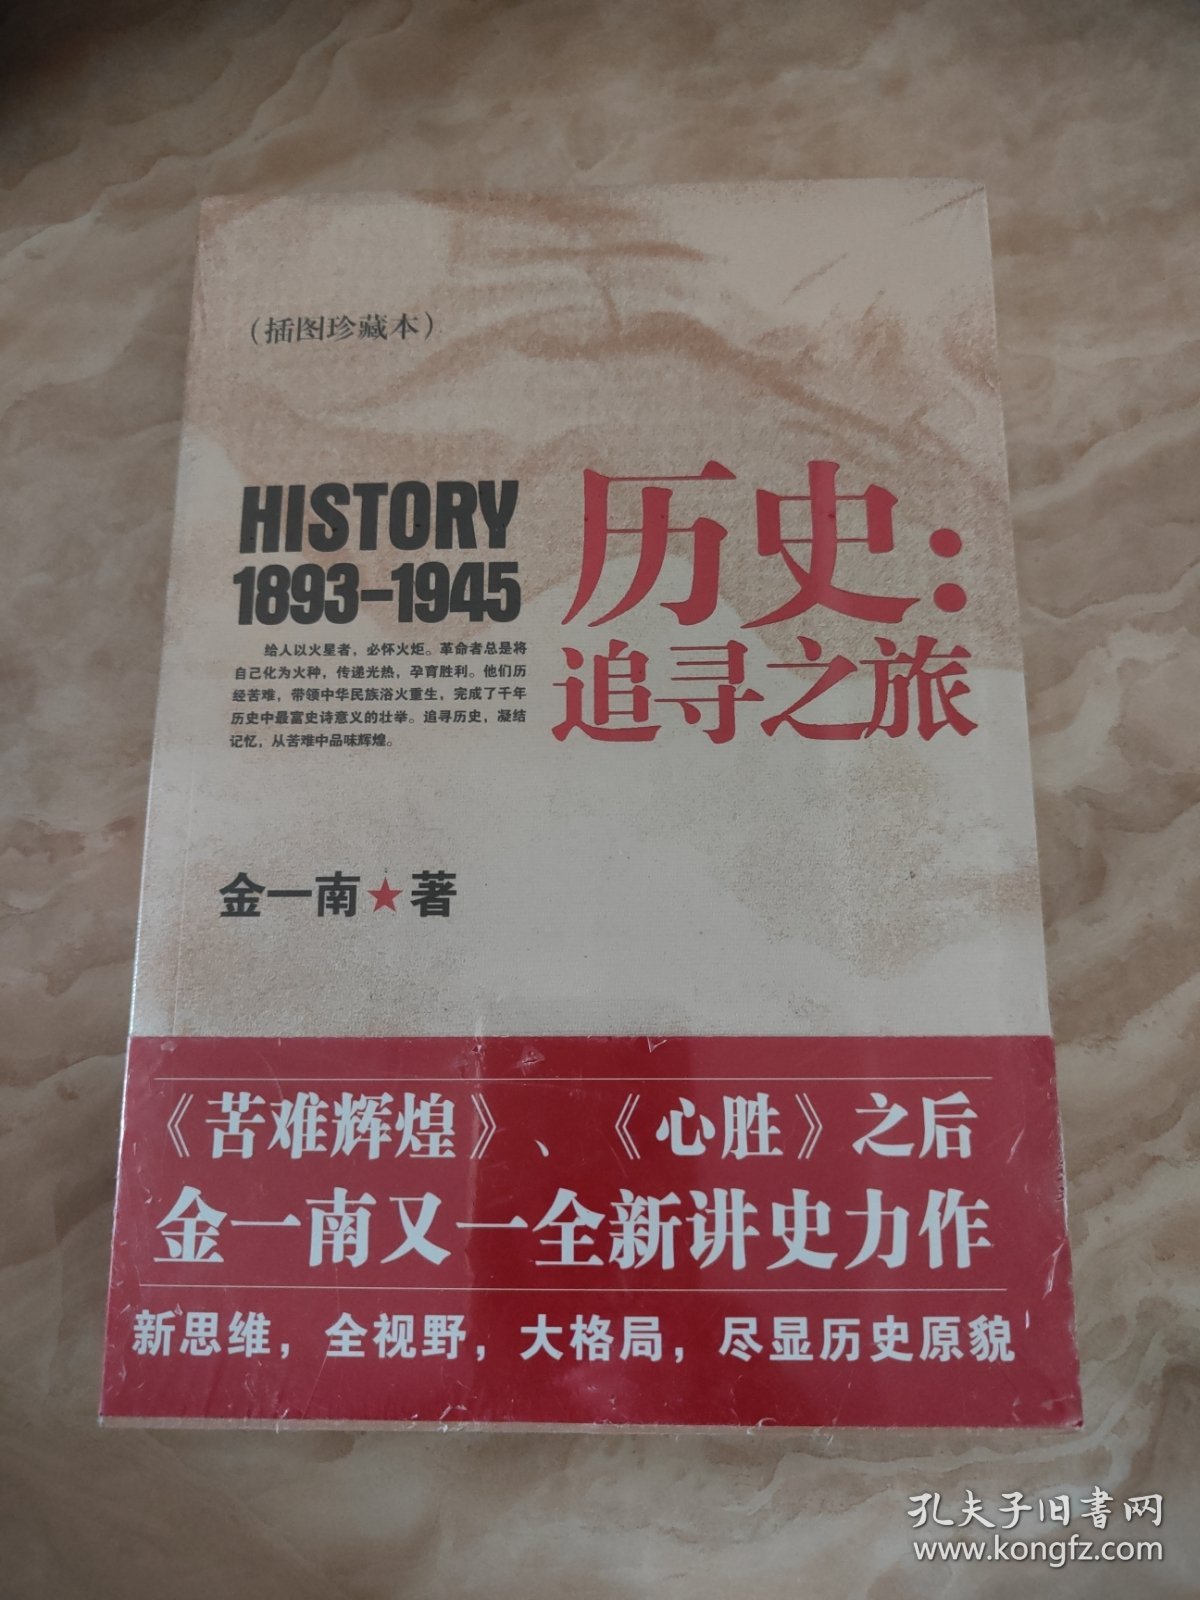 （插图珍藏本）
HISTORY
1893-1945
历史：
追寻之旅
给人以火星者，必怀火炬。革命者总是将
自己化为火种，传递光热，孕育胜利。他们历
经苦难，带领中华民族浴火重生，完成了千年
历史中最富史诗意义的壮举。追寻历史，凝结
记忆，从苦难中品味辉煌。
金一南★著
《苦难辉煌》、《心胜》之后
金一南又一全新讲史力作
新思维，全视野，大格局，尽显历史原貌
孔夫子旧书网
www.kongfz.com